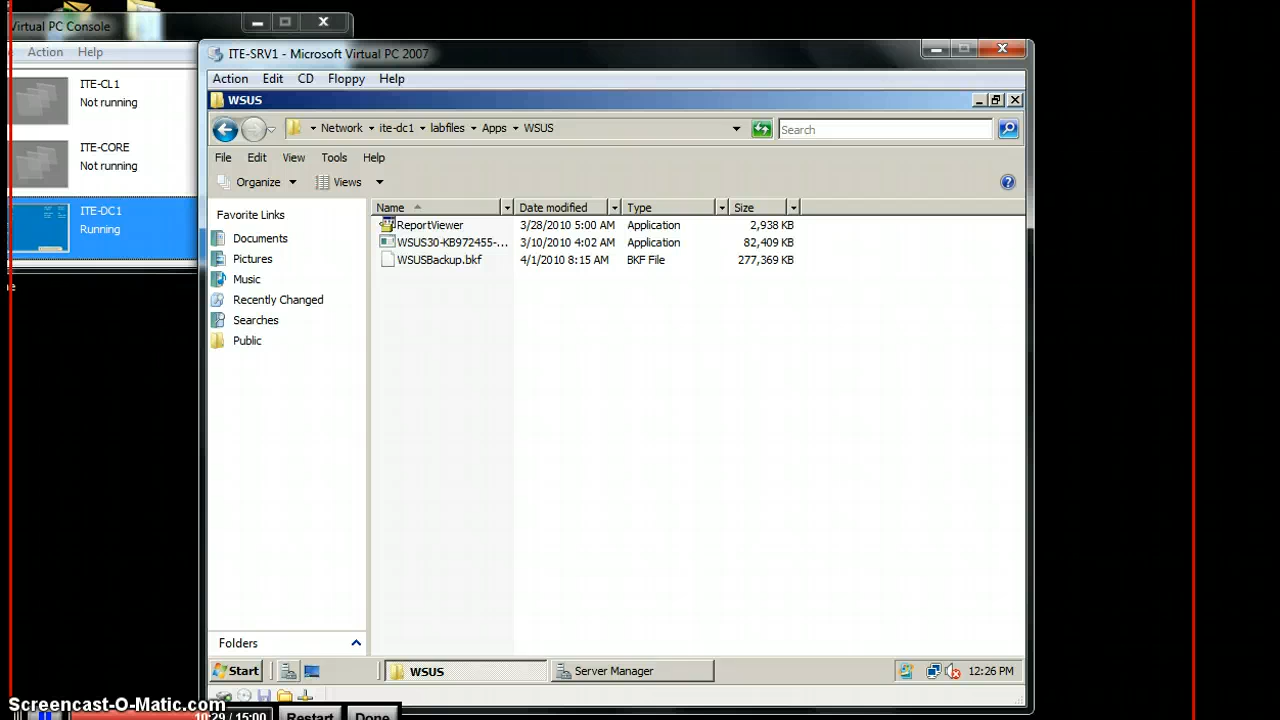 Virtual PC Console
Action Help
ITE-CL1
Not running
ITE-CORE
Not running
ITE-DC1
Running
ITE-SRV1 - Microsoft Virtual PC 2007
Action Edit CD Floppy Help
WSUS
Network ite-dc1 labfiles Apps WSUS
Search
File Edit View Tools Help
Organize Views
Favorite Links
Documents
Pictures
Music
Recently Changed
Searches
Public
Folders
Name Date modified Type Size
ReportViewer 3/28/2010 5:00 AM Application 2,938 KB
WSUS30-KB972455-... 3/10/2010 4:02 AM Application 82,409 KB
WSUSBackup.bkf 4/1/2010 8:15 AM BKF File 277,369 KB
Start WSUS Server Manager 12:26 PM
Screencast-O-Matic.com
10:29 / 15:00 Restart Done